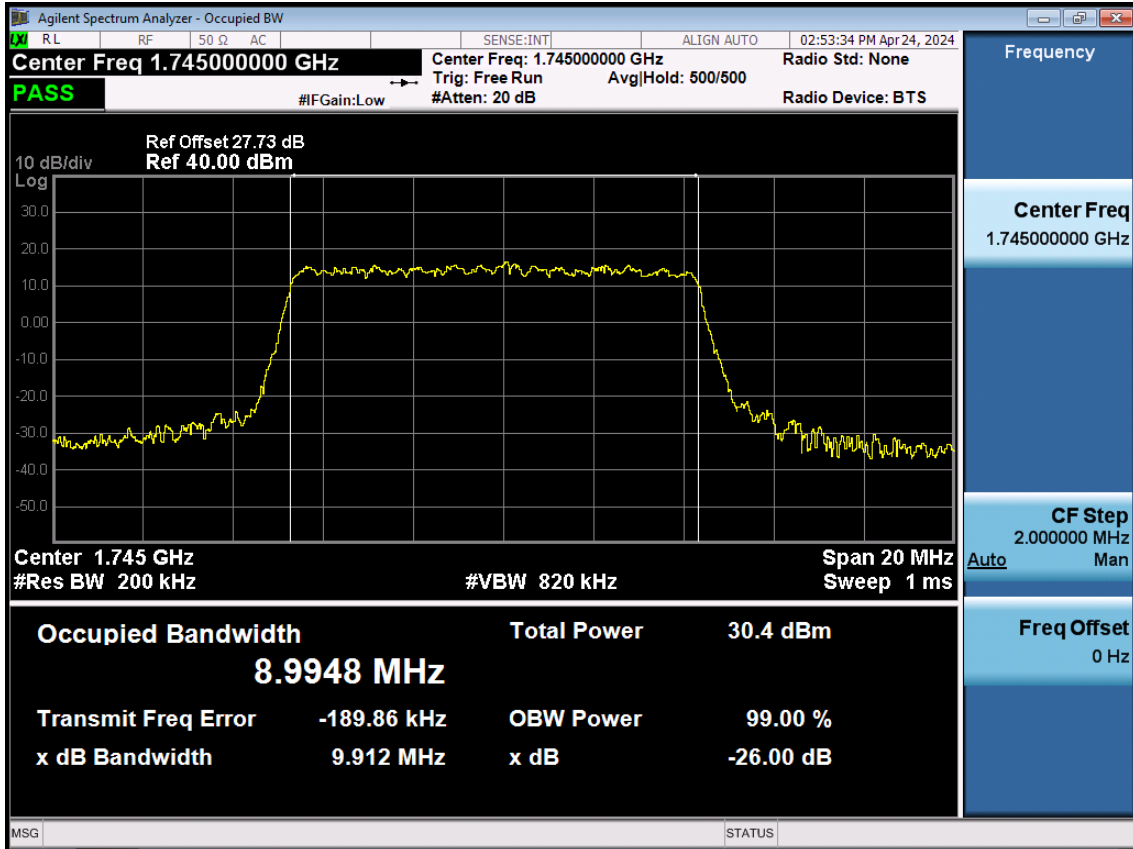 Agilent Spectrum Analyzer - Occupied BW
LXI RL RF 50 Ω AC SENSE:INT ALIGN AUTO 02:53:34 PM Apr 24, 2024
Center Freq 1.745000000 GHz
Center Freq: 1.745000000 GHz Radio Std: None
Trig: Free Run Avg|Hold: 500/500
PASS
#IFGain:Low #Atten: 20 dB Radio Device: BTS
Ref Offset 27.73 dB
10 dB/div Ref 40.00 dBm
Log
30.0
20.0
10.0
0.00
-10.0
-20.0
-30.0
-40.0
-50.0
Center 1.745 GHz Span 20 MHz
#Res BW 200 kHz #VBW 820 kHz Sweep 1 ms
Occupied Bandwidth Total Power 30.4 dBm
8.9948 MHz
Transmit Freq Error -189.86 kHz OBW Power 99.00 %
x dB Bandwidth 9.912 MHz x dB -26.00 dB
MSG STATUS
Frequency
Center Freq
1.745000000 GHz
CF Step
2.000000 MHz
Auto Man
Freq Offset
0 Hz